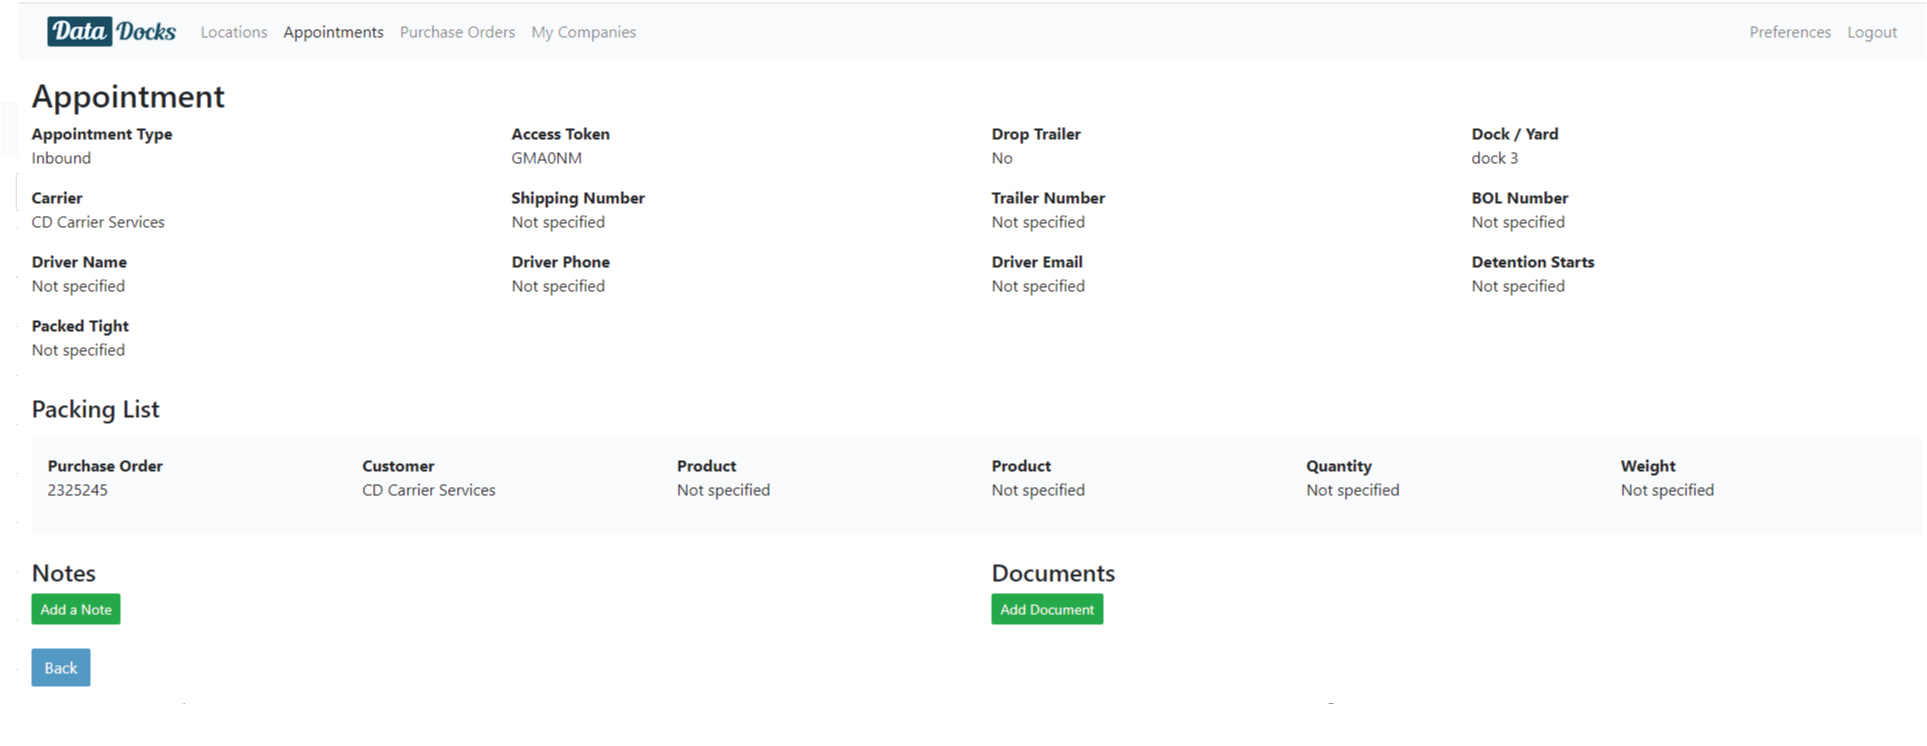 Data Docks Locations Appointments Purchase Orders My Companies Preferences Logout
Appointment
Appointment Type Access Token Drop Trailer Dock / Yard
Inbound GMA0NM No dock 3
Carrier Shipping Number Trailer Number BOL Number
CD Carrier Services Not specified Not specified Not specified
Driver Name Driver Phone Driver Email Detention Starts
Not specified Not specified Not specified Not specified
Packed Tight
Not specified
Packing List
Purchase Order Customer Product Product Quantity Weight
2325245 CD Carrier Services Not specified Not specified Not specified Not specified
Notes Documents
Add a Note Add Document
Back